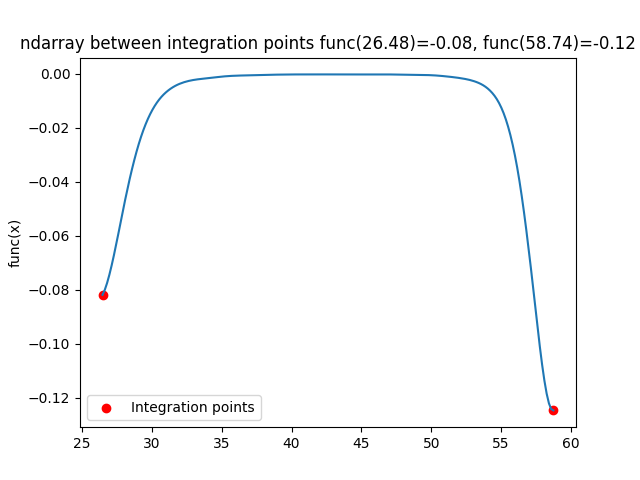 ndarray between integration points func(26.48)=-0.08, func(58.74)=-0.12
0.00
−0.02
−0.04
−0.06
−0.08
−0.10
−0.12
func(x)
Integration points
25 30 35 40 45 50 55 60